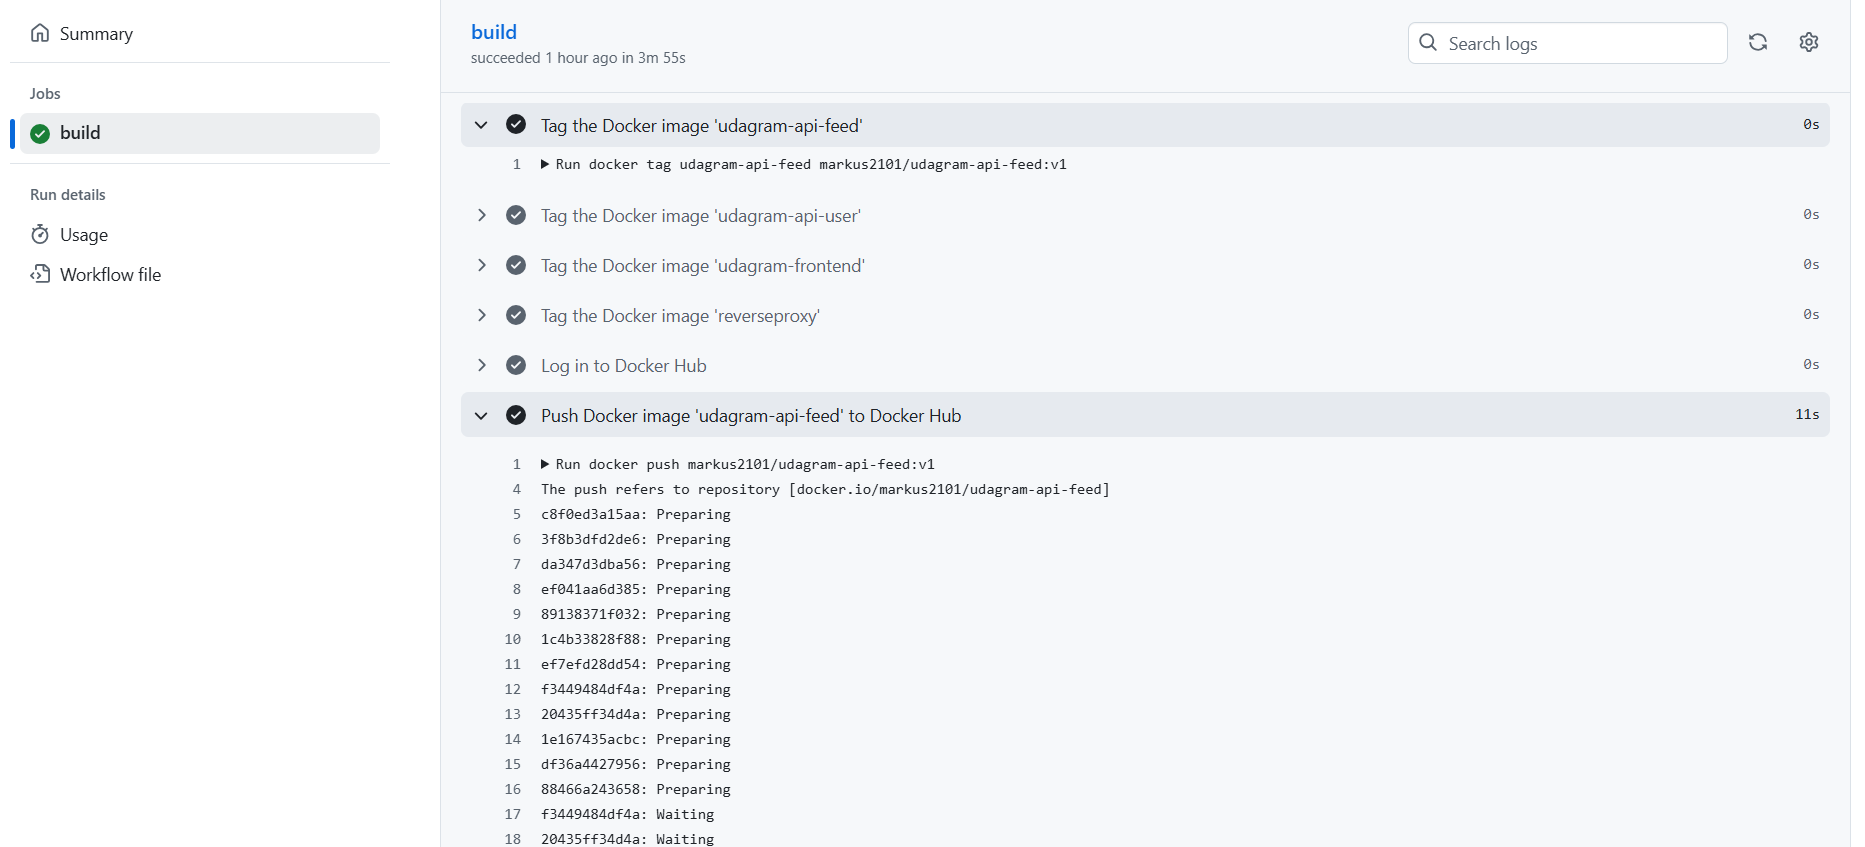 Summary
Jobs
build
Run details
Usage
Workflow file
build
succeeded 1 hour ago in 3m 55s
Search logs
Tag the Docker image 'udagram-api-feed' 0s
1 Run docker tag udagram-api-feed markus2101/udagram-api-feed:v1
Tag the Docker image 'udagram-api-user' 0s
Tag the Docker image 'udagram-frontend' 0s
Tag the Docker image 'reverseproxy' 0s
Log in to Docker Hub 0s
Push Docker image 'udagram-api-feed' to Docker Hub 11s
1 Run docker push markus2101/udagram-api-feed:v1
4 The push refers to repository [docker.io/markus2101/udagram-api-feed]
5 c8f0ed3a15aa: Preparing
6 3f8b3dfd2de6: Preparing
7 da347d3dba56: Preparing
8 ef041aa6d385: Preparing
9 89138371f032: Preparing
10 1c4b33828f88: Preparing
11 ef7efd28dd54: Preparing
12 f3449484df4a: Preparing
13 20435ff34d4a: Preparing
14 1e167435acbc: Preparing
15 df36a4427956: Preparing
16 88466a243658: Preparing
17 f3449484df4a: Waiting
18 20435ff34d4a: Waiting